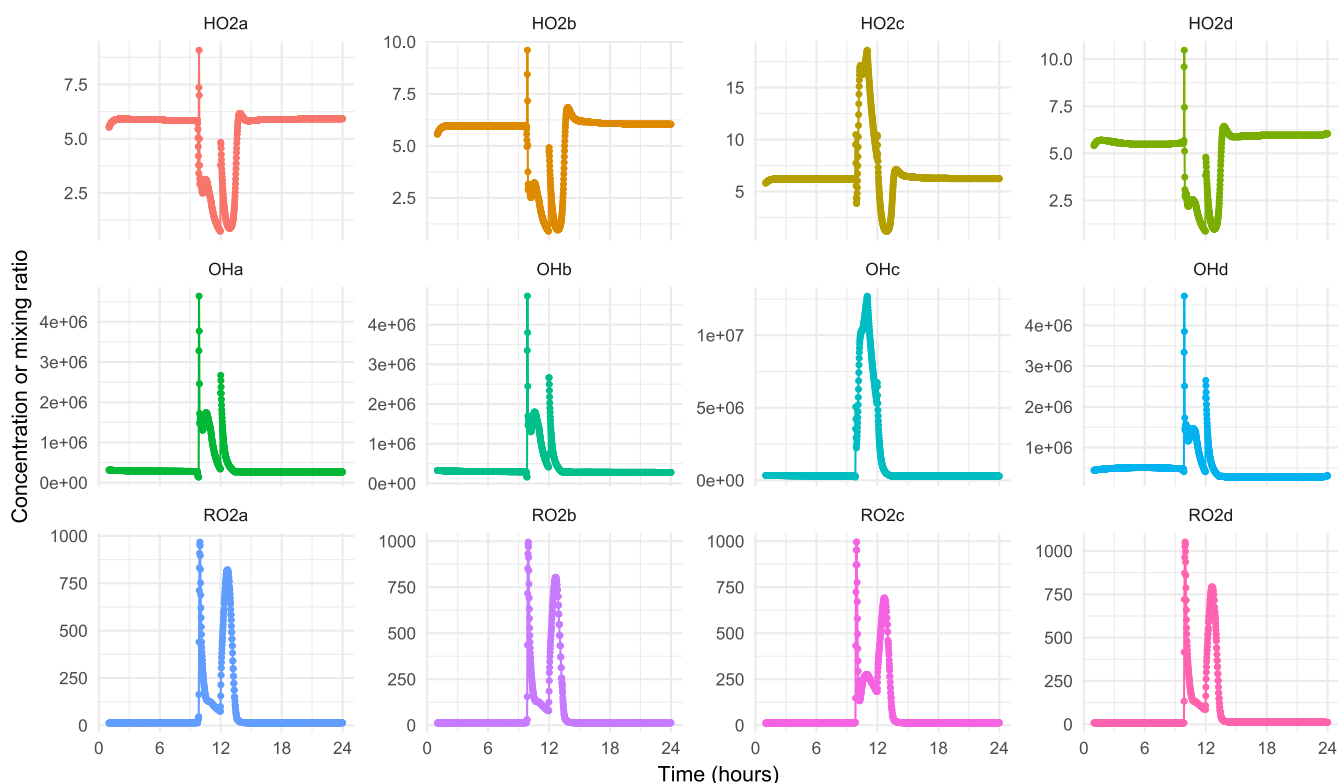 HO2a HO2b HO2c HO2d
7.5 5.0 2.5
10.0 7.5 5.0 2.5
15 10 5
10.0 7.5 5.0 2.5
OHa OHb OHc OHd
4e+06 3e+06 2e+06 1e+06 0e+00
4e+06 3e+06 2e+06 1e+06 0e+00
1e+07 5e+06 0e+00
4e+06 3e+06 2e+06 1e+06
RO2a RO2b RO2c RO2d
1000 750 500 250 0
1000 750 500 250 0
1000 750 500 250 0
1000 750 500 250 0
0 6 12 18 24 0 6 12 18 24 0 6 12 18 24 0 6 12 18 24
Time (hours)
Concentration or mixing ratio